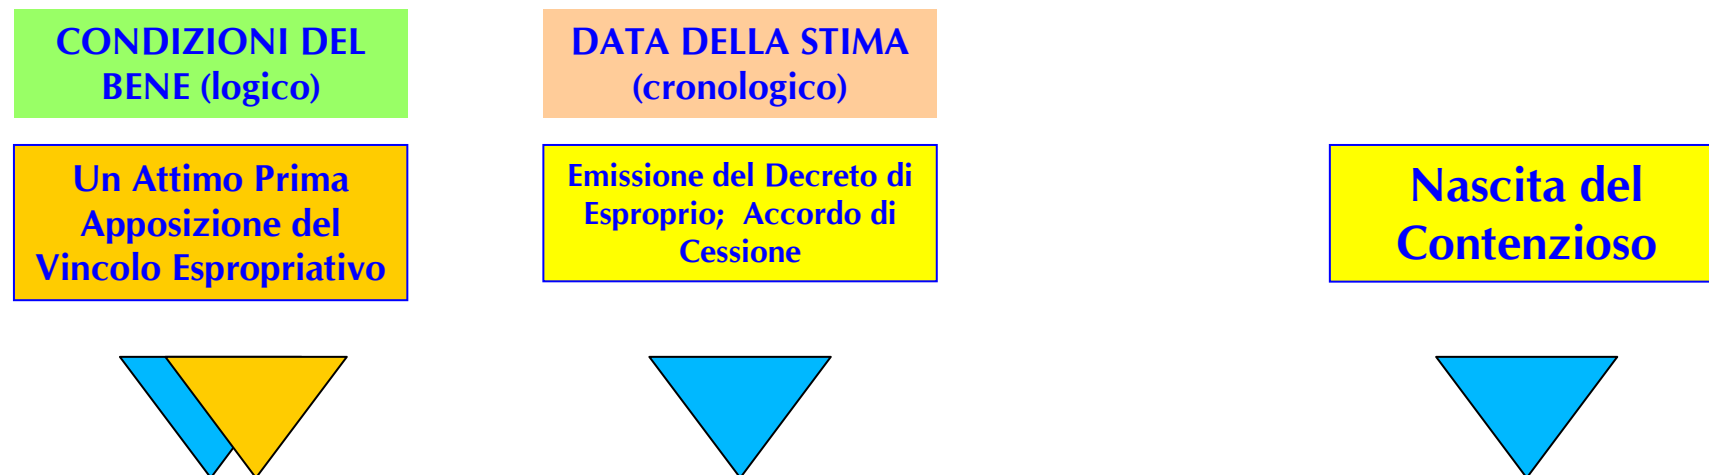 CONDIZIONI DEL
BENE (logico)
DATA DELLA STIMA
(cronologico)
Un Attimo Prima
Apposizione del
Vincolo Espropriativo
Emissione del Decreto di
Esproprio; Accordo di
Cessione
Nascita del
Contenzioso